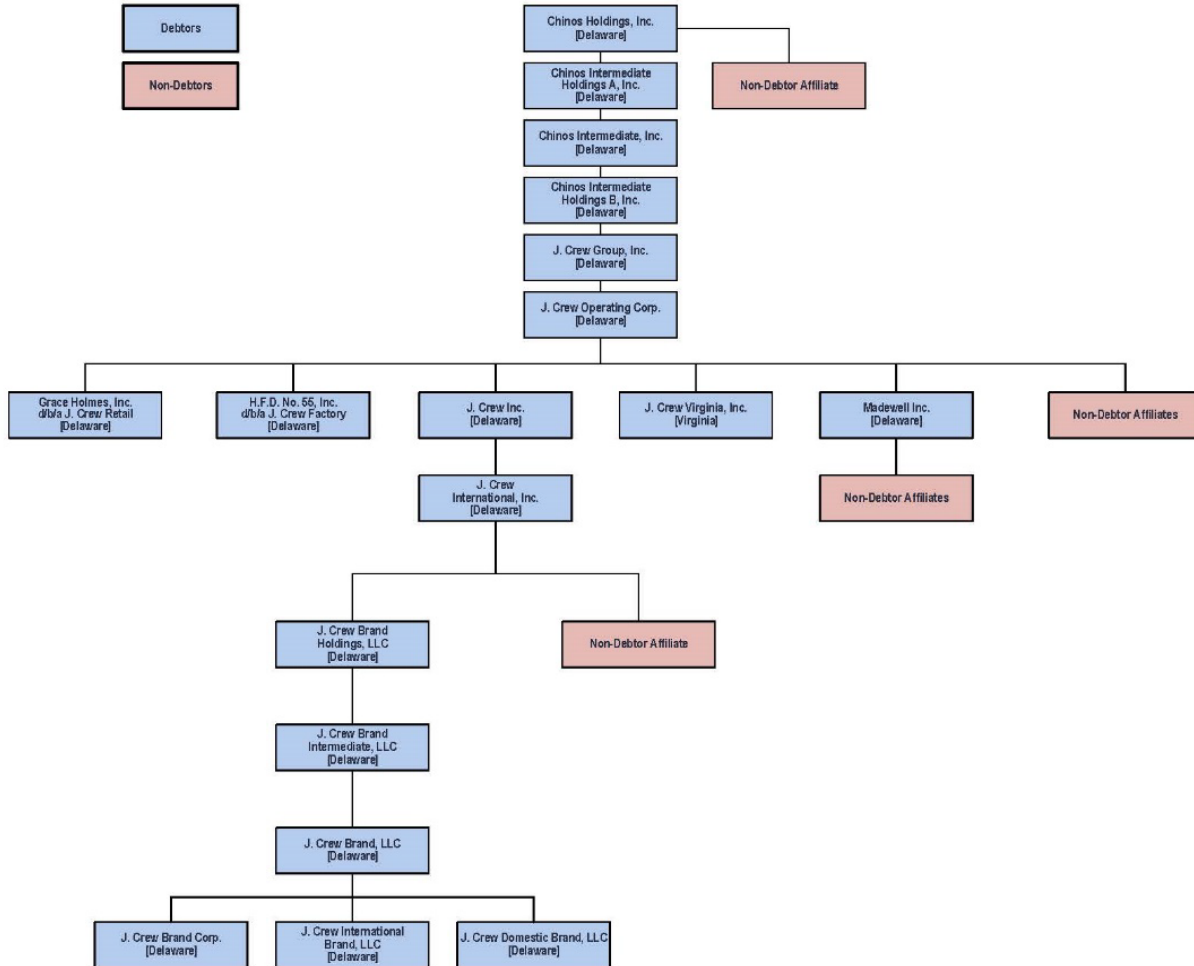 Debtors
Chinos Holdings, Inc.
[Delaware]
Non-Debtors
Chinos Intermediate
Holdings A, Inc.
[Delaware]
Non-Debtor Affiliate
Chinos Intermediate, Inc.
[Delaware]
Chinos Intermediate
Holdings B, Inc.
[Delaware]
J. Crew Group, Inc.
[Delaware]
J. Crew Operating Corp.
[Delaware]
Grace Holmes, Inc.
d/b/a J. Crew Retail
[Delaware]
H.F.D. No. 55, Inc.
d/b/a J. Crew Factory
[Delaware]
J. Crew Inc.
[Delaware]
J. Crew Virginia, Inc.
[Virginia]
Madewell Inc.
[Delaware]
Non-Debtor Affiliates
J. Crew
International, Inc.
[Delaware]
Non-Debtor Affiliates
J. Crew Brand
Holdings, LLC
[Delaware]
Non-Debtor Affiliate
J. Crew Brand
Intermediate, LLC
[Delaware]
J. Crew Brand, LLC
[Delaware]
J. Crew Brand Corp.
[Delaware]
J. Crew International
Brand, LLC
[Delaware]
J. Crew Domestic Brand, LLC
[Delaware]